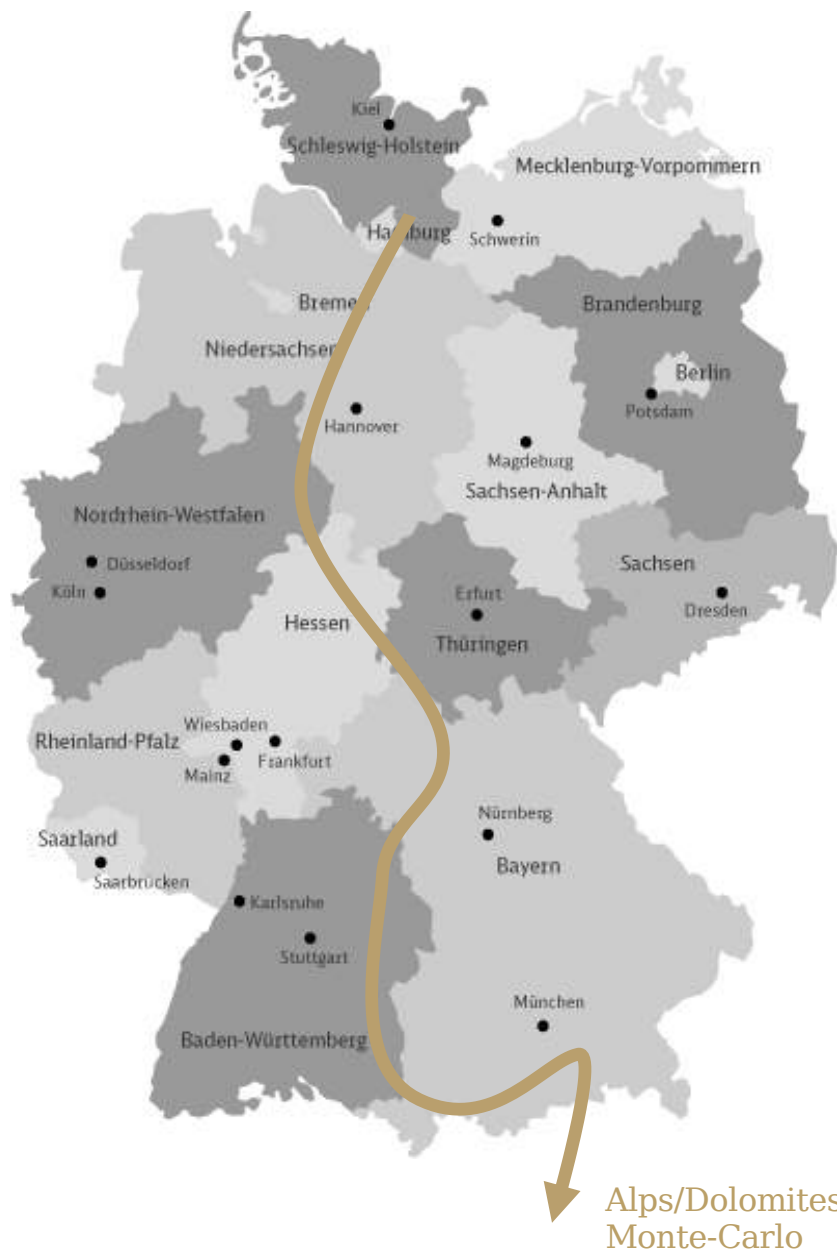 Kiel
Schleswig-Holstein
Mecklenburg-Vorpommern
Hamburg
Schwerin
Bremen
Brandenburg
Niedersachsen
Berlin
Potsdam
Hannover
Magdeburg
Sachsen-Anhalt
Nordrhein-Westfalen
Düsseldorf
Köln
Sachsen
Erfurt
Dresden
Hessen
Thüringen
Wiesbaden
Rheinland-Pfalz
Frankfurt
Mainz
Nürnberg
Saarland
Bayern
Saarbrücken
Karlsruhe
Stuttgart
München
Baden-Württemberg
Alps/Dolomites
Monte-Carlo